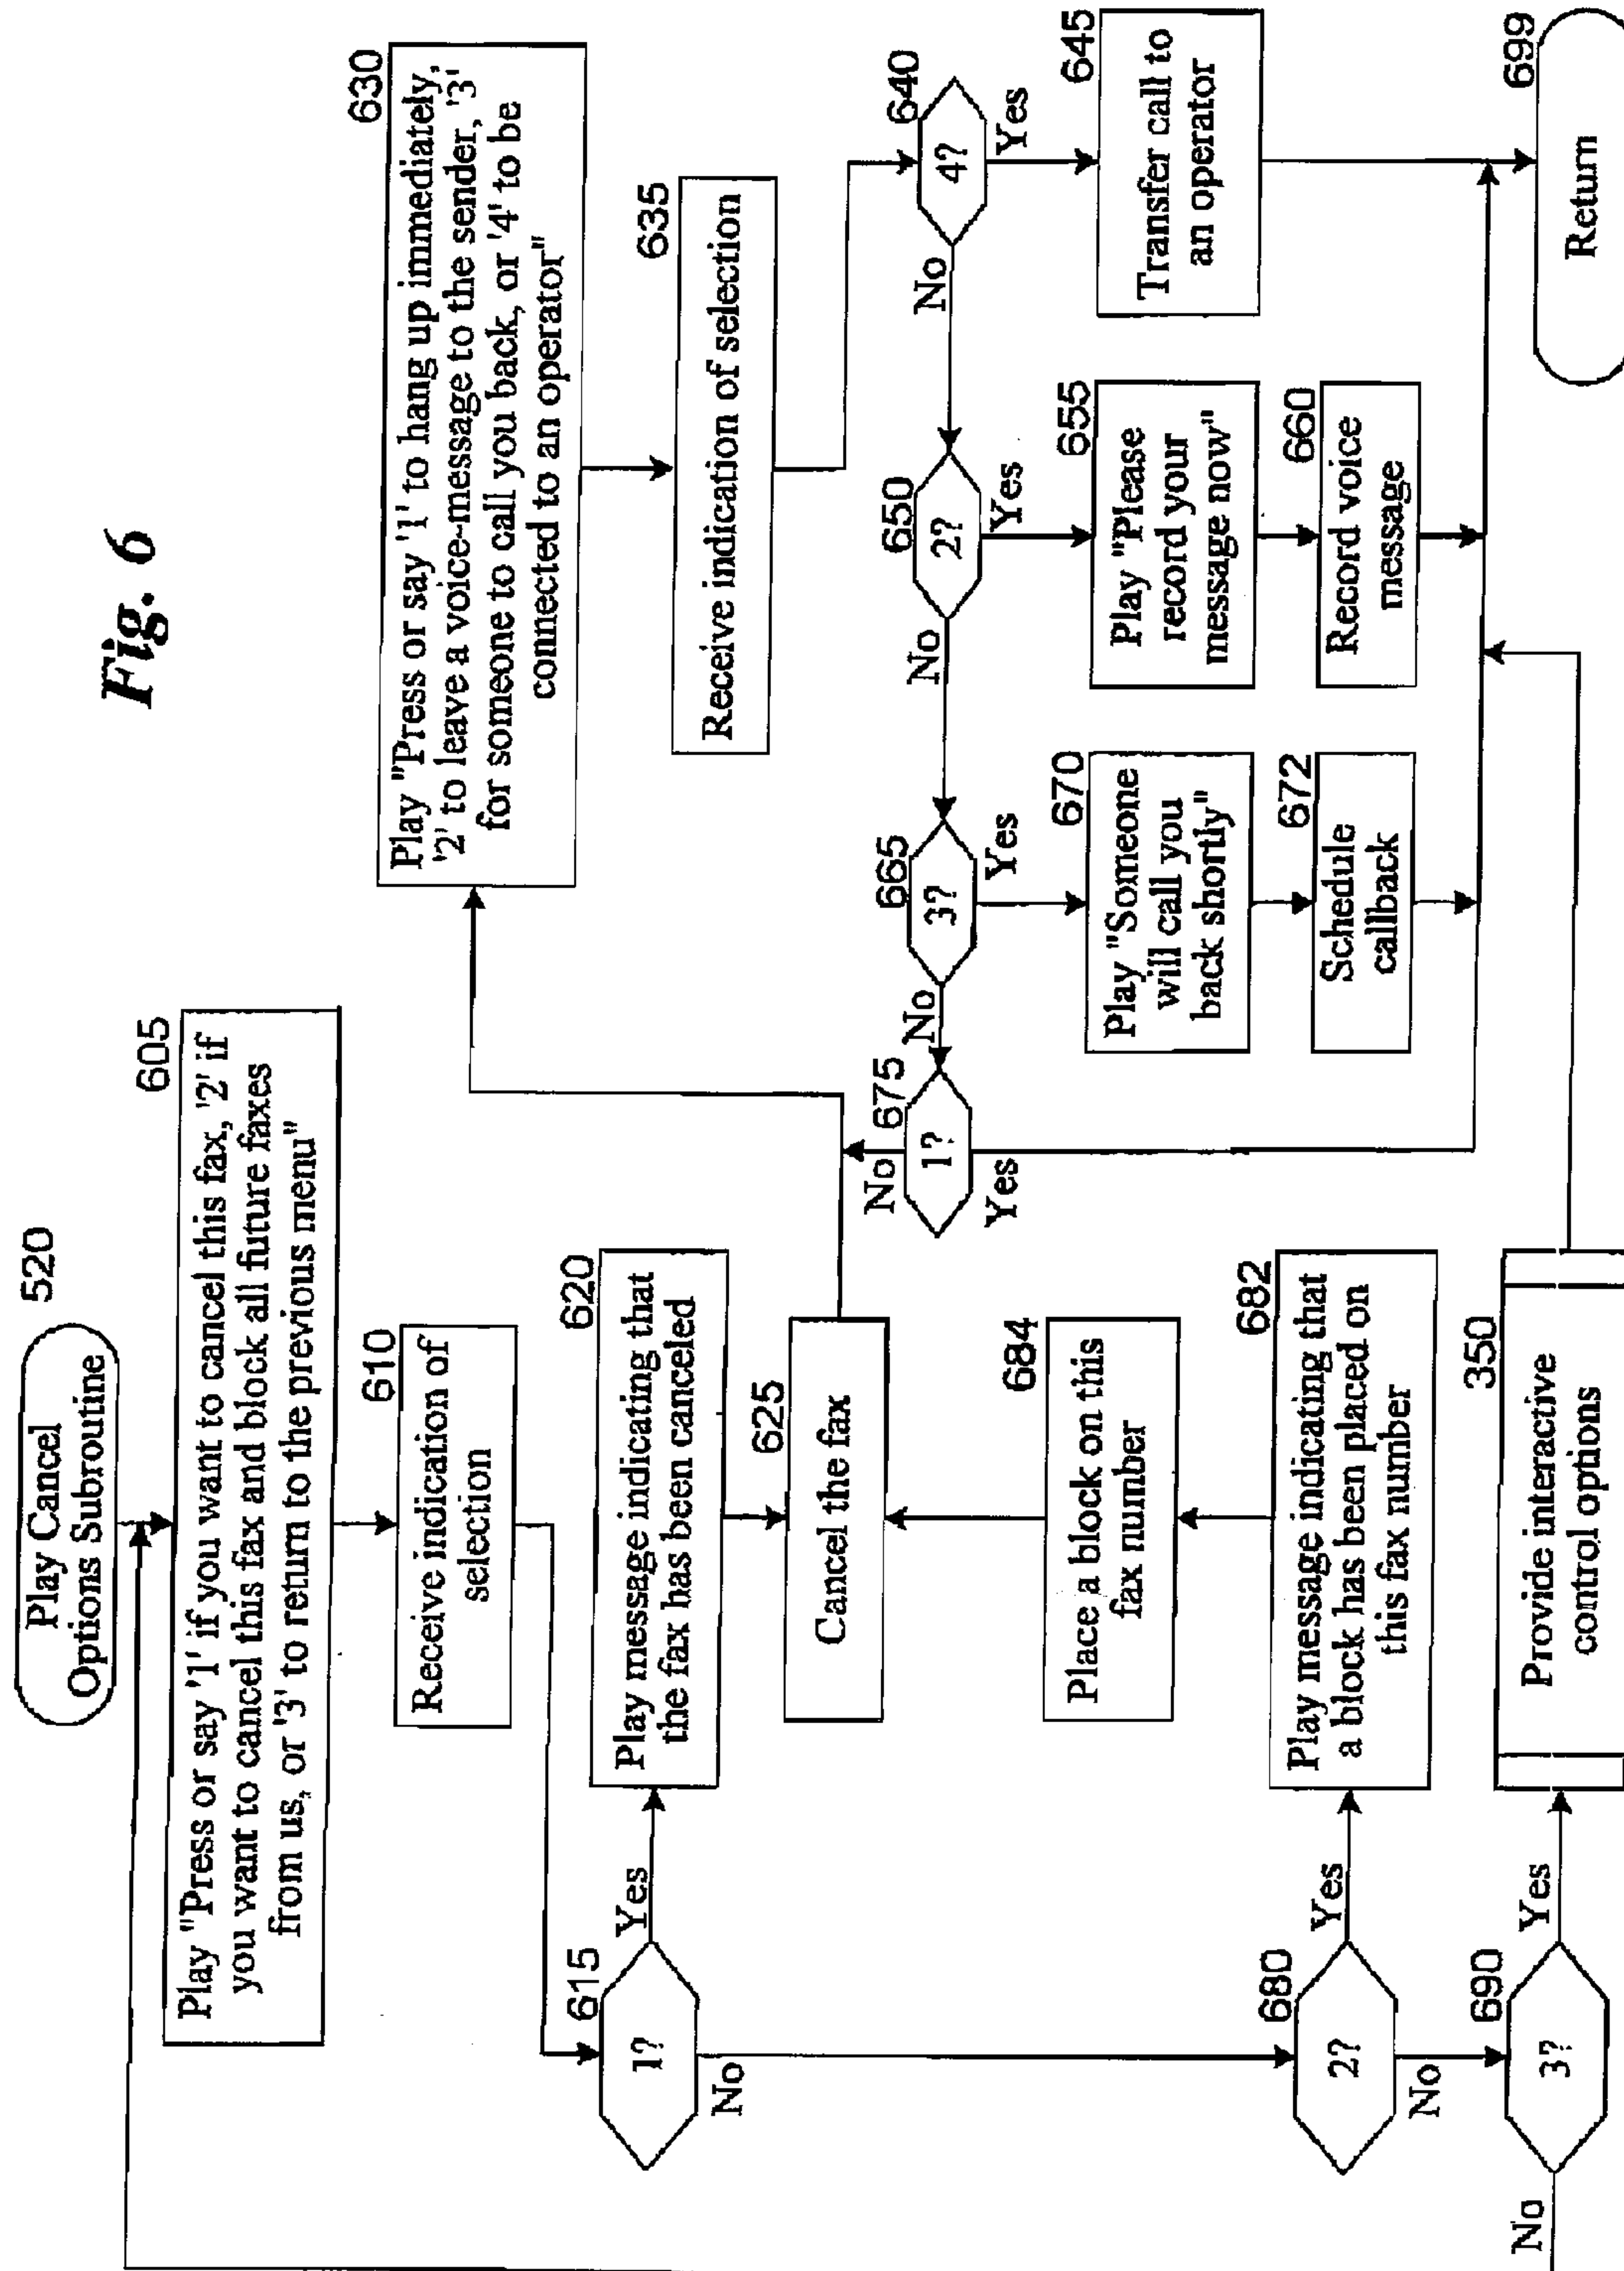 Fig. 6
Play Cancel
Options Subroutine
520
605
Play "Press or say '1' if you want to cancel this fax, '2' if
you want to cancel this fax and block all future faxes
from us, or '3' to return to the previous menu"
610
Receive indication of
selection
615
1?
Yes
No
620
Play message indicating that
the fax has been canceled
625
Cancel the fax
684
Place a block on this
fax number
680
2?
Yes
No
682
Play message indicating that
a block has been placed on
this fax number
690
3?
Yes
No
350
Provide interactive
control options
630
Play "Press or say '1' to hang up immediately,
'2' to leave a voice-message to the sender, '3'
for someone to call you back, or '4' to be
connected to an operator"
635
Receive indication of selection
640
4?
Yes
No
645
Transfer call to
an operator
650
2?
Yes
No
655
Play "Please
record your
message now"
660
Record voice
message
665
3?
Yes
No
670
Play "Someone
will call you
back shortly"
672
Schedule
callback
675
1?
No
Yes
699
Return